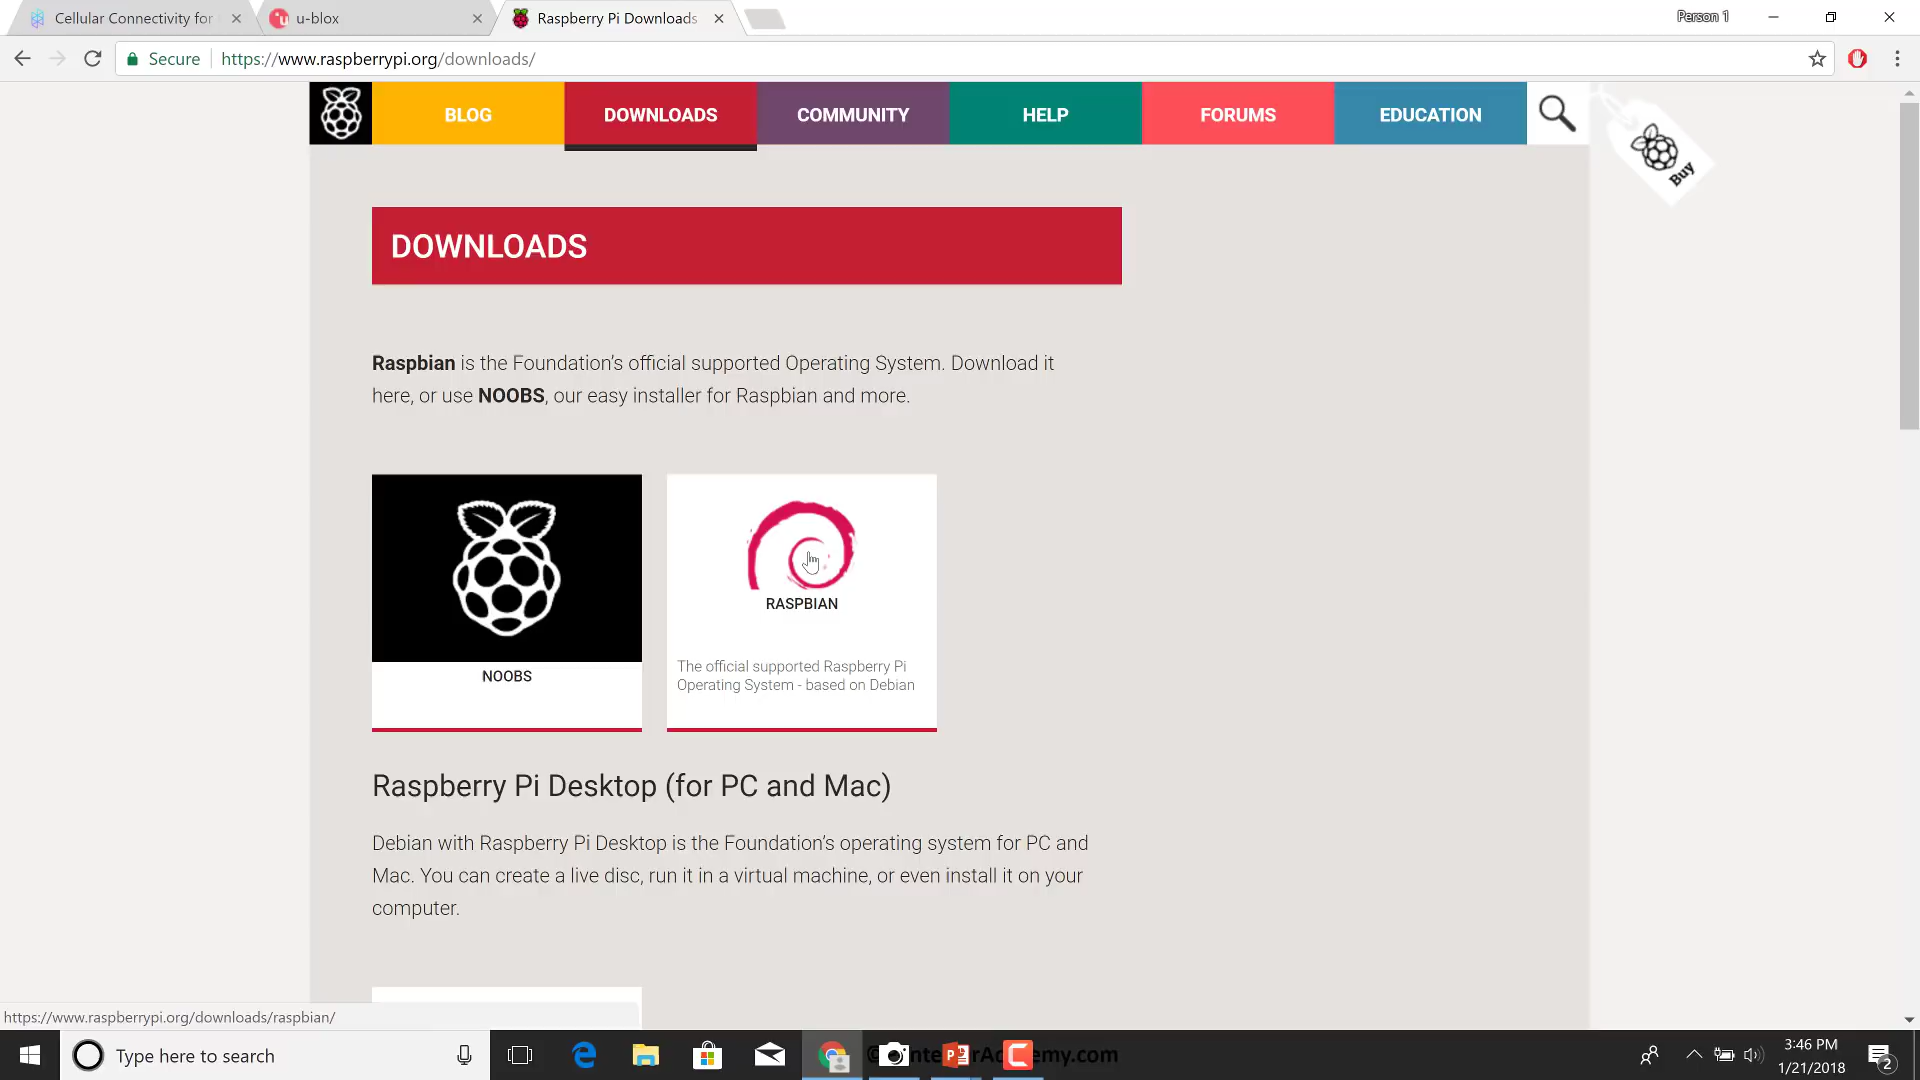 Cellular Connectivity for
u-blox
Raspberry Pi Downloads
Person 1
Secure
https://www.raspberrypi.org/downloads/
BLOG
DOWNLOADS
COMMUNITY
HELP
FORUMS
EDUCATION
Buy
DOWNLOADS
Raspbian is the Foundation's official supported Operating System. Download it
here, or use NOOBS, our easy installer for Raspbian and more.
NOOBS
RASPBIAN
The official supported Raspberry Pi
Operating System - based on Debian
Raspberry Pi Desktop (for PC and Mac)
Debian with Raspberry Pi Desktop is the Foundation's operating system for PC and
Mac. You can create a live disc, run it in a virtual machine, or even install it on your
computer.
https://www.raspberrypi.org/downloads/raspbian/
Type here to search
3:46 PM
1/21/2018
2